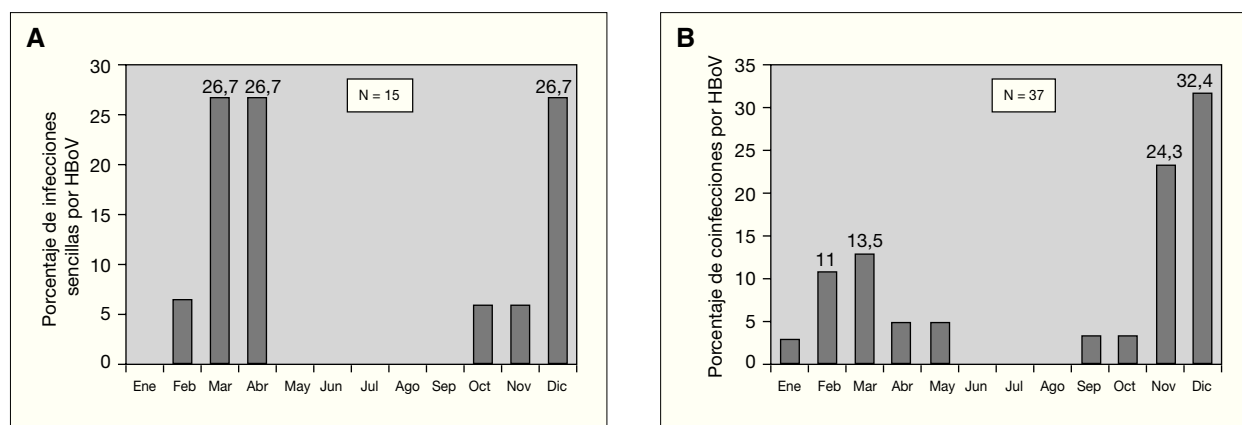 A
Porcentaje de infecciones
sencillas por HBoV
30
25
20
15
10
5
0
26,7
26,7
26,7
N = 15
Ene Feb Mar Abr May Jun Jul Ago Sep Oct Nov Dic
B
Porcentaje de coinfecciones por HBoV
35
30
25
20
15
10
5
0
11
13,5
24,3
32,4
N = 37
Ene Feb Mar Abr May Jun Jul Ago Sep Oct Nov Dic